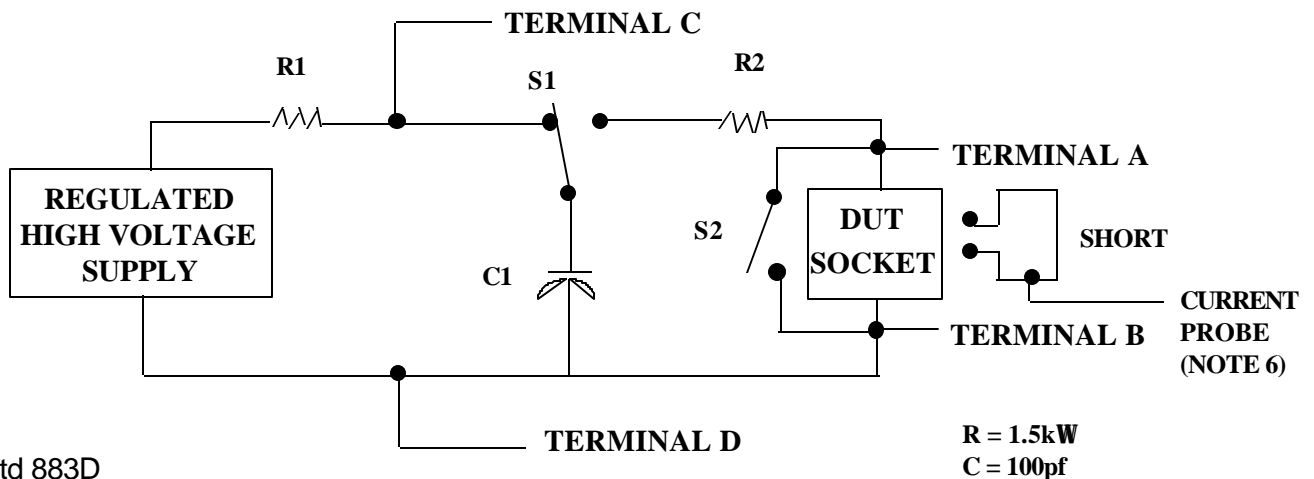 TERMINAL C
R1
S1
R2
TERMINAL A
REGULATED
HIGH VOLTAGE
SUPPLY
C1
S2
DUT
SOCKET
SHORT
CURRENT
PROBE
(NOTE 6)
TERMINAL B
TERMINAL D
R = 1.5kW
C = 100pf
td 883D